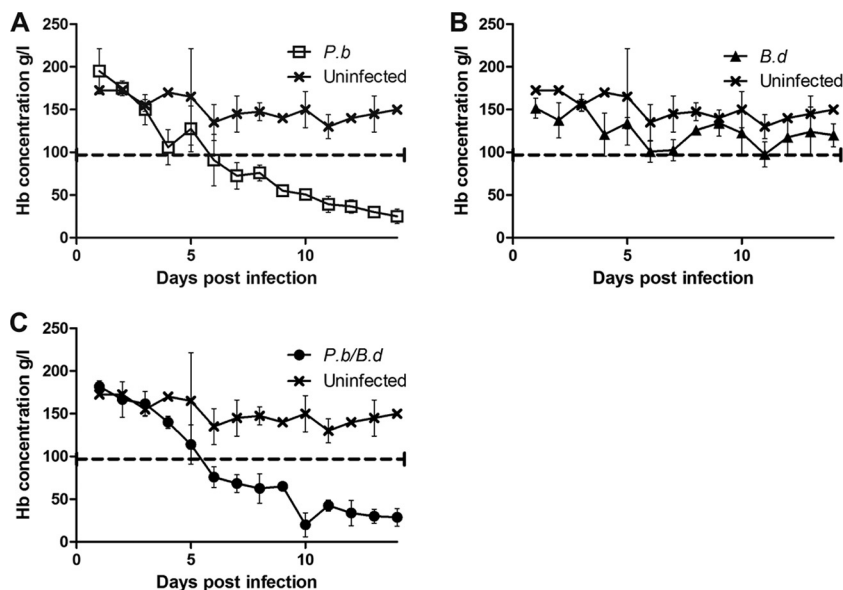 A
250
200
150
100
50
0
Hb concentration g/l
P.b
Uninfected
0 5 10
Days post infection
B
250
200
150
100
50
0
Hb concentration g/l
B.d
Uninfected
0 5 10
Days post infection
C
250
200
150
100
50
0
Hb concentration g/l
P.b/B.d
Uninfected
0 5 10
Days post infection